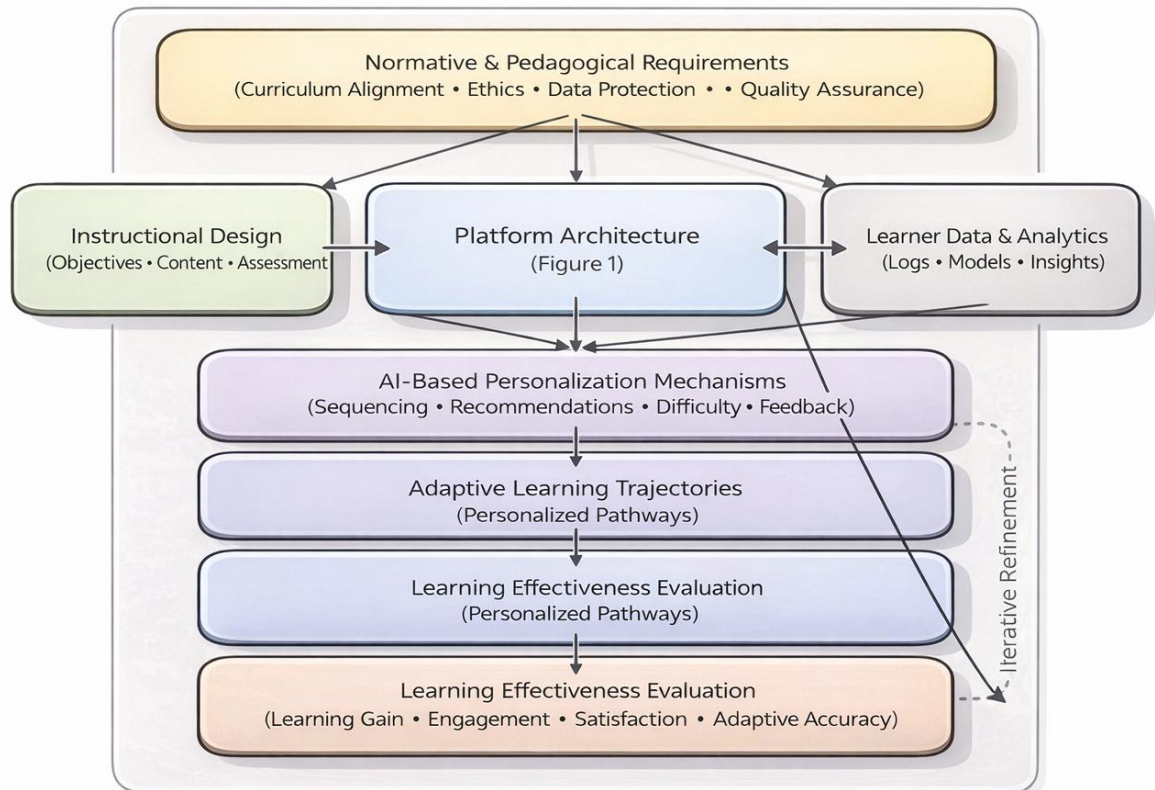 Normative & Pedagogical Requirements
(Curriculum Alignment • Ethics • Data Protection • • Quality Assurance)
Instructional Design
(Objectives • Content • Assessment
Platform Architecture
(Figure 1)
Learner Data & Analytics
(Logs • Models • Insights)
AI-Based Personalization Mechanisms
(Sequencing • Recommendations • Difficulty • Feedback)
Adaptive Learning Trajectories
(Personalized Pathways)
Learning Effectiveness Evaluation
(Personalized Pathways)
Learning Effectiveness Evaluation
(Learning Gain • Engagement • Satisfaction • Adaptive Accuracy)
Iterative Refinement